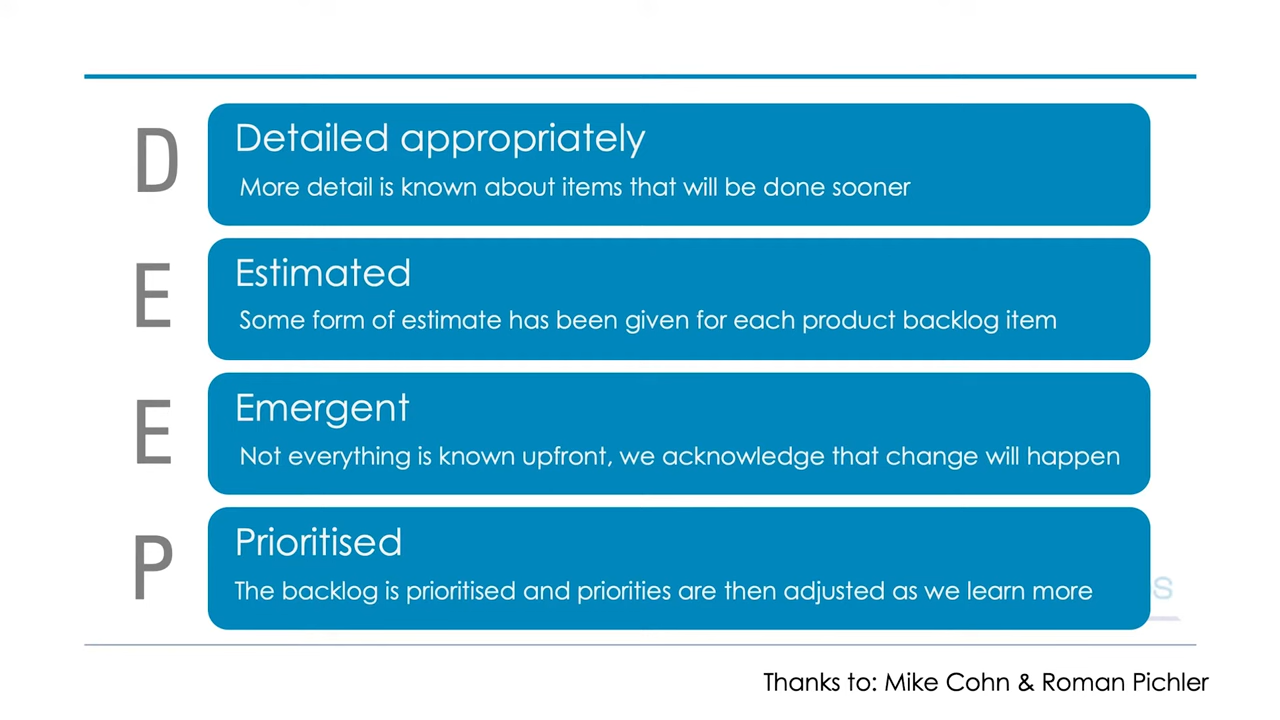 D
Detailed appropriately
More detail is known about items that will be done sooner
E
Estimated
Some form of estimate has been given for each product backlog item
E
Emergent
Not everything is known upfront, we acknowledge that change will happen
P
Prioritised
The backlog is prioritised and priorities are then adjusted as we learn more
s
Thanks to: Mike Cohn & Roman Pichler